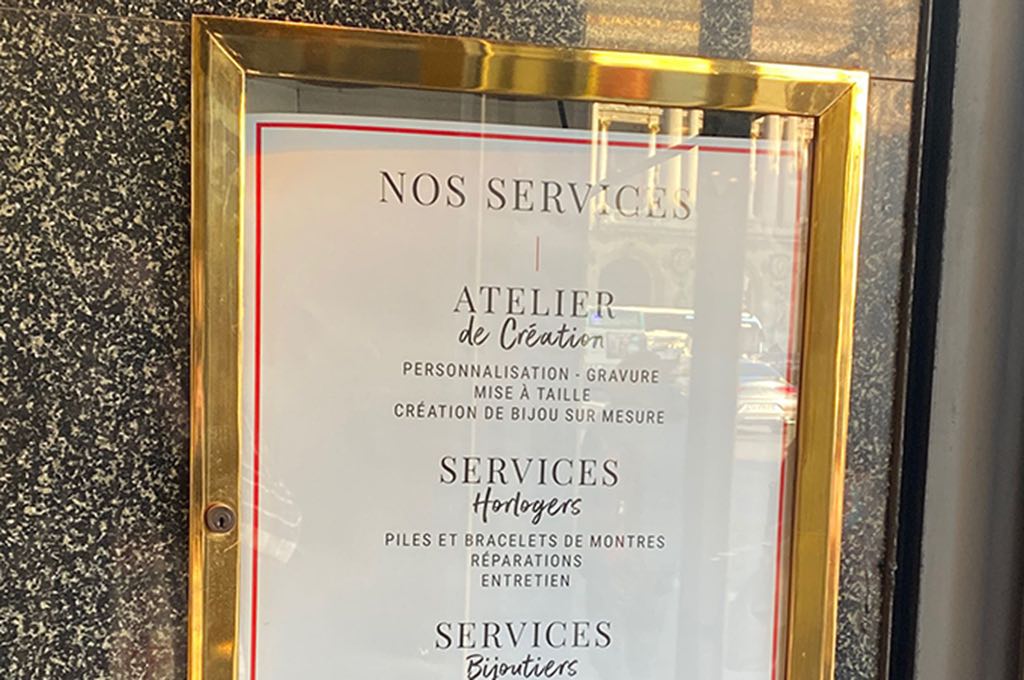 NOS SERVICES
ATELIER
de Création
PERSONNALISATION - GRAVURE
MISE À TAILLE
CRÉATION DE BIJOU SUR MESURE
SERVICES
Horlogers
PILES ET BRACELETS DE MONTRES
RÉPARATIONS
ENTRETIEN
SERVICES
Bijoutiers